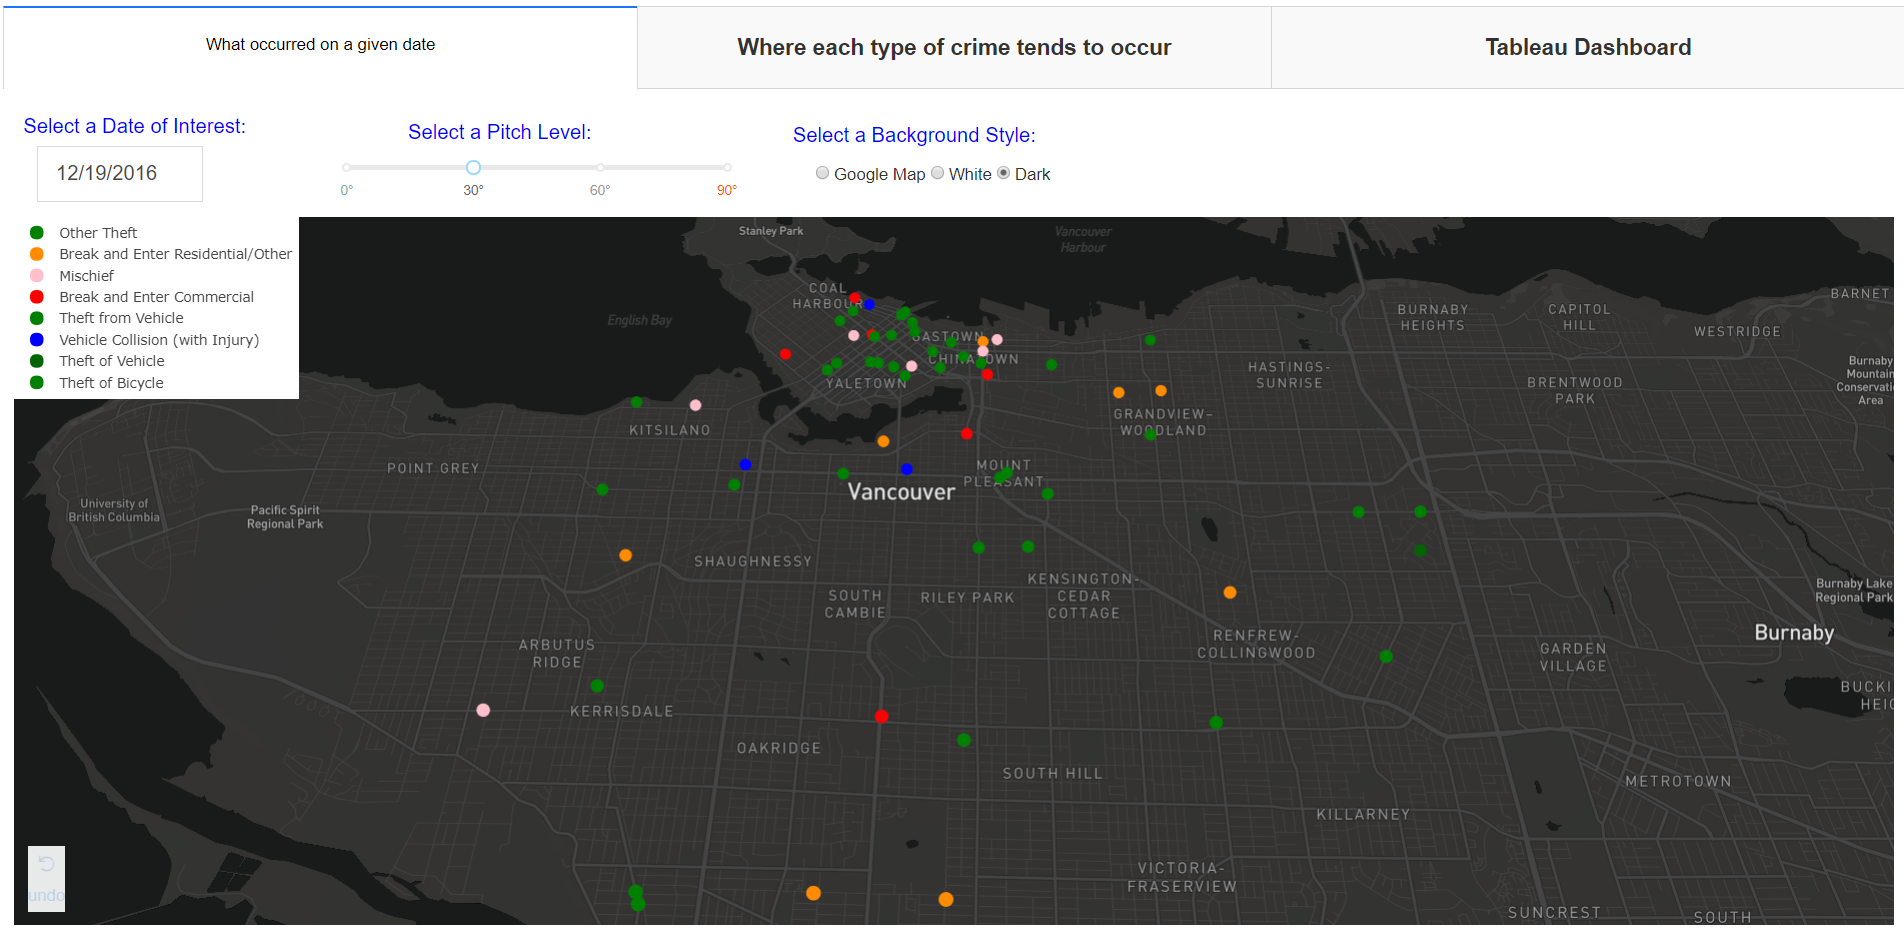 What occurred on a given date
Where each type of crime tends to occur
Tableau Dashboard
Select a Date of Interest:
Select a Pitch Level:
Select a Background Style:
12/19/2016
0°
30°
60°
90°
Google Map
White
Dark
Other Theft
Break and Enter Residential/Other
Mischief
Break and Enter Commercial
Theft from Vehicle
Vehicle Collision (with Injury)
Theft of Vehicle
Theft of Bicycle
Stanley Park
Vancouver
Harbour
COAL
HARBOUR
English Bay
GASTOWN
CHINATOWN
YALETOWN
BURNABY
HEIGHTS
CAPITOL
HILL
BARNET
WESTRIDGE
HASTINGS-
SUNRISE
BRENTWOOD
PARK
Burnaby
Mountain
Conservati
Area
GRANDVIEW-
WOODLAND
KITSILANO
POINT GREY
MOUNT
PLEASANT
Vancouver
University of
British Columbia
Pacific Spirit
Regional Park
SHAUGHNESSY
SOUTH
CAMBIE
RILEY PARK
KENSINGTON-
CEDAR
COTTAGE
Burnaby Lake
Regional Park
Burnaby
RENFREW-
COLLINGWOOD
ARBUTUS
RIDGE
GARDEN
VILLAGE
BUCKI
HEIG
KERRISDALE
OAKRIDGE
SOUTH HILL
METROTOWN
KILLARNEY
VICTORIA-
FRASERVIEW
SUNCREST
SOUTH
undo